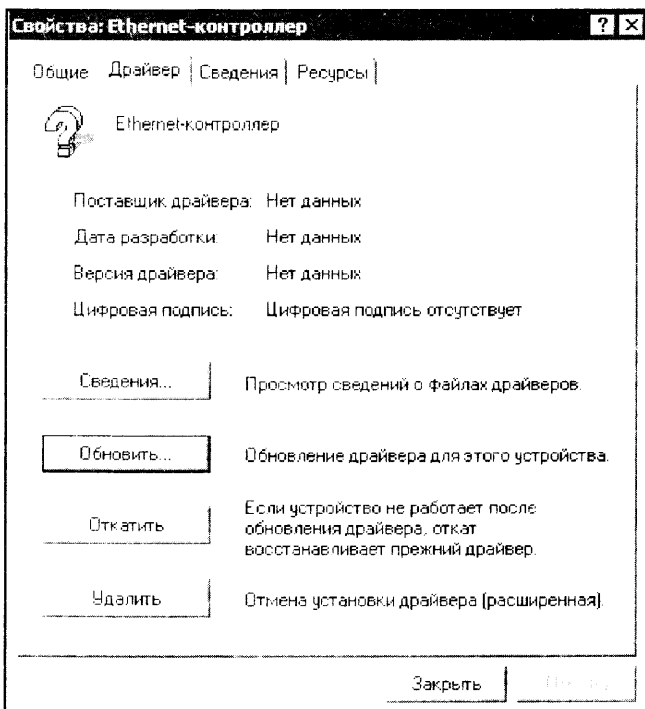 Свойства: Ethernet-контроллер
Общие Драйвер Сведения Ресурсы
Ethernet-контроллер
Поставщик драйвера: Нет данных
Дата разработки: Нет данных
Версия драйвера: Нет данных
Цифровая подпись: Цифровая подпись отсутствует
Сведения... Просмотр сведений о файлах драйверов.
Обновить... Обновление драйвера для этого устройства.
Откатить Если устройство не работает после
обновления драйвера, откат
восстанавливает прежний драйвер.
Удалить Отмена установки драйвера (расширенная).
Закрыть